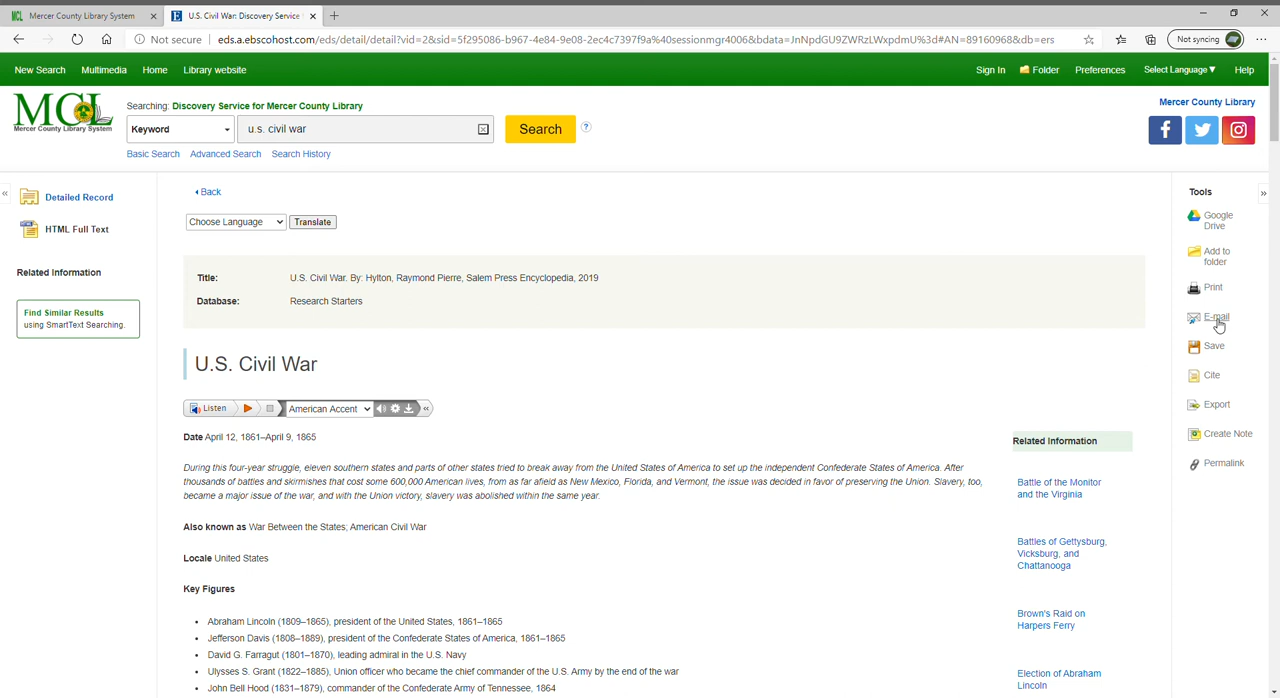 Mercer County Library System
U.S. Civil War: Discovery Service
Not secure
eds.a.ebscohost.com/eds/detail/detail?vid=2&sid=5f295086-b967-4e84-9e08-2ec4c7397f9a%40sessionmgr4006&bdata=JnNpdGU9ZWRzLWxpdmU%3d#AN=89160968&db=ers
Not syncing
New Search Multimedia Home Library website
Sign In Folder Preferences Select Language▼ Help
MCL
Mercer County Library System
Searching: Discovery Service for Mercer County Library
Keyword
u.s. civil war
Search
?
Basic Search Advanced Search Search History
Mercer County Library
Detailed Record
HTML Full Text
Related Information
Find Similar Results
using SmartText Searching.
Back
Choose Language
Translate
Title: U.S. Civil War. By: Hylton, Raymond Pierre, Salem Press Encyclopedia, 2019
Database: Research Starters
U.S. Civil War
Listen
American Accent
Date April 12, 1861–April 9, 1865
During this four-year struggle, eleven southern states and parts of other states tried to break away from the United States of America to set up the independent Confederate States of America. After
thousands of battles and skirmishes that cost some 600,000 American lives, from as far afield as New Mexico, Florida, and Vermont, the issue was decided in favor of preserving the Union. Slavery, too,
became a major issue of the war, and with the Union victory, slavery was abolished within the same year.
Also known as War Between the States; American Civil War
Locale United States
Key Figures
• Abraham Lincoln (1809–1865), president of the United States, 1861–1865
• Jefferson Davis (1808–1889), president of the Confederate States of America, 1861–1865
• David G. Farragut (1801–1870), leading admiral in the U.S. Navy
• Ulysses S. Grant (1822–1885), Union officer who became the chief commander of the U.S. Army by the end of the war
• John Bell Hood (1831–1879), commander of the Confederate Army of Tennessee, 1864
Related Information
Battle of the Monitor
and the Virginia
Battles of Gettysburg,
Vicksburg, and
Chattanooga
Brown's Raid on
Harpers Ferry
Election of Abraham
Lincoln
Tools
Google
Drive
Add to
folder
Print
E-mail
Save
Cite
Export
Create Note
Permalink